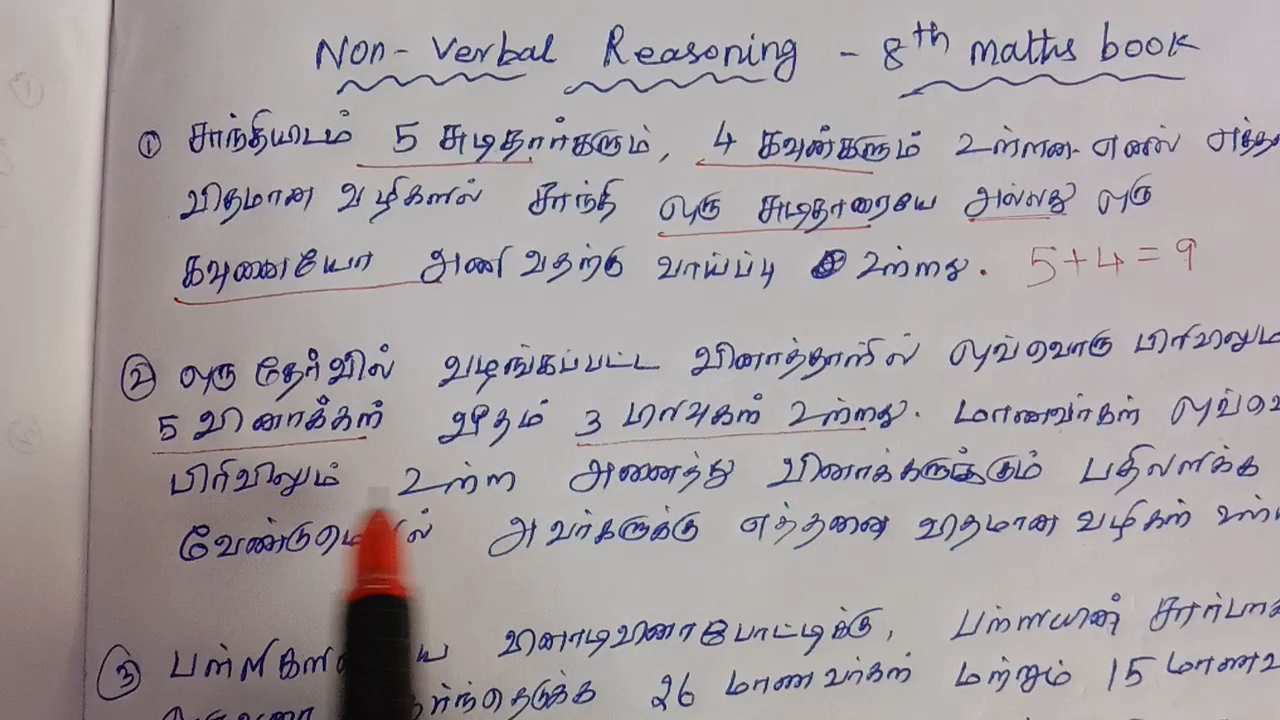 Non-Verbal Reasoning - 8th maths book
① சாந்தியிடம் 5 சுடிதார்களும், 4 கவுன்களும் உள்ளன எனில் எத்தனை
விதமான வழிகளில் சாந்தி ஒரு சுடிதாரையே அல்லது ஒரு
கவுனையோ அணிவதற்கு வாய்ப்பு உள்ளது. 5+4=9
② ஒரு தேர்வில் வழங்கப்பட்ட வினாத்தாளில் ஒவ்வொரு பிரிவிலும்
5 வினாக்கள் வீதம் 3 பிரிவுகள் உள்ளது. மாணவர்கள்
பிரிவிலும் உள்ள அனைத்து வினாக்களுக்கும் பதிலளிக்க
வேண்டுமெனில் அவர்களுக்கு எத்தனை விதமான வழிகள்
③ வினாடிவினா போட்டிக்கு, பள்ளியின்
26 மாணவர்கள் மற்றும் 15